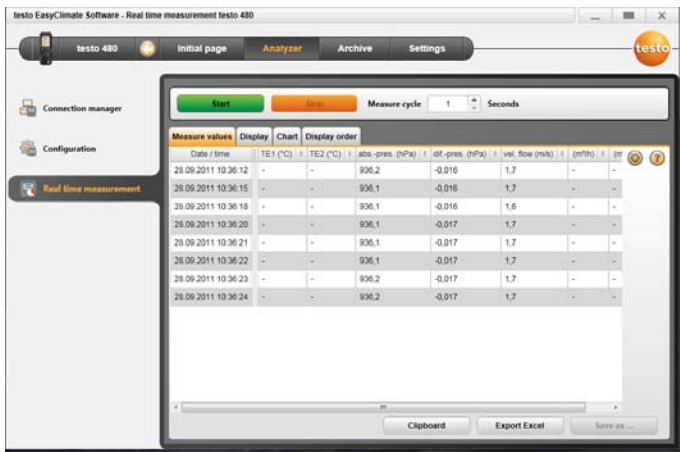 testo EasyClimate Software - Real time measurement testo 480
testo 480 Initial page Analyzer Archive Settings testo
Start Stop Measure cycle 1 Seconds
Connection manager
Configuration
Real time measurement
Measure values Display Chart Display order
Date / time TE1 (°C) TE2 (°C) abs.-pres. (hPa) dif.-pres. (hPa) vel. flow (m/s) (m³/h) (m
28.09.2011 10:36:12 - - 936,2 -0,016 1,7 - -
28.09.2011 10:36:15 - - 936,1 -0,016 1,7 - -
28.09.2011 10:36:18 - - 936,1 -0,016 1,6 - -
28.09.2011 10:36:20 - - 936,1 -0,017 1,7 - -
28.09.2011 10:36:21 - - 936,1 -0,017 1,7 - -
28.09.2011 10:36:22 - - 936,1 -0,017 1,7 - -
28.09.2011 10:36:23 - - 936,2 -0,017 1,7 - -
28.09.2011 10:36:24 - - 936,2 -0,017 1,7 - -
Clipboard Export Excel Save as ...